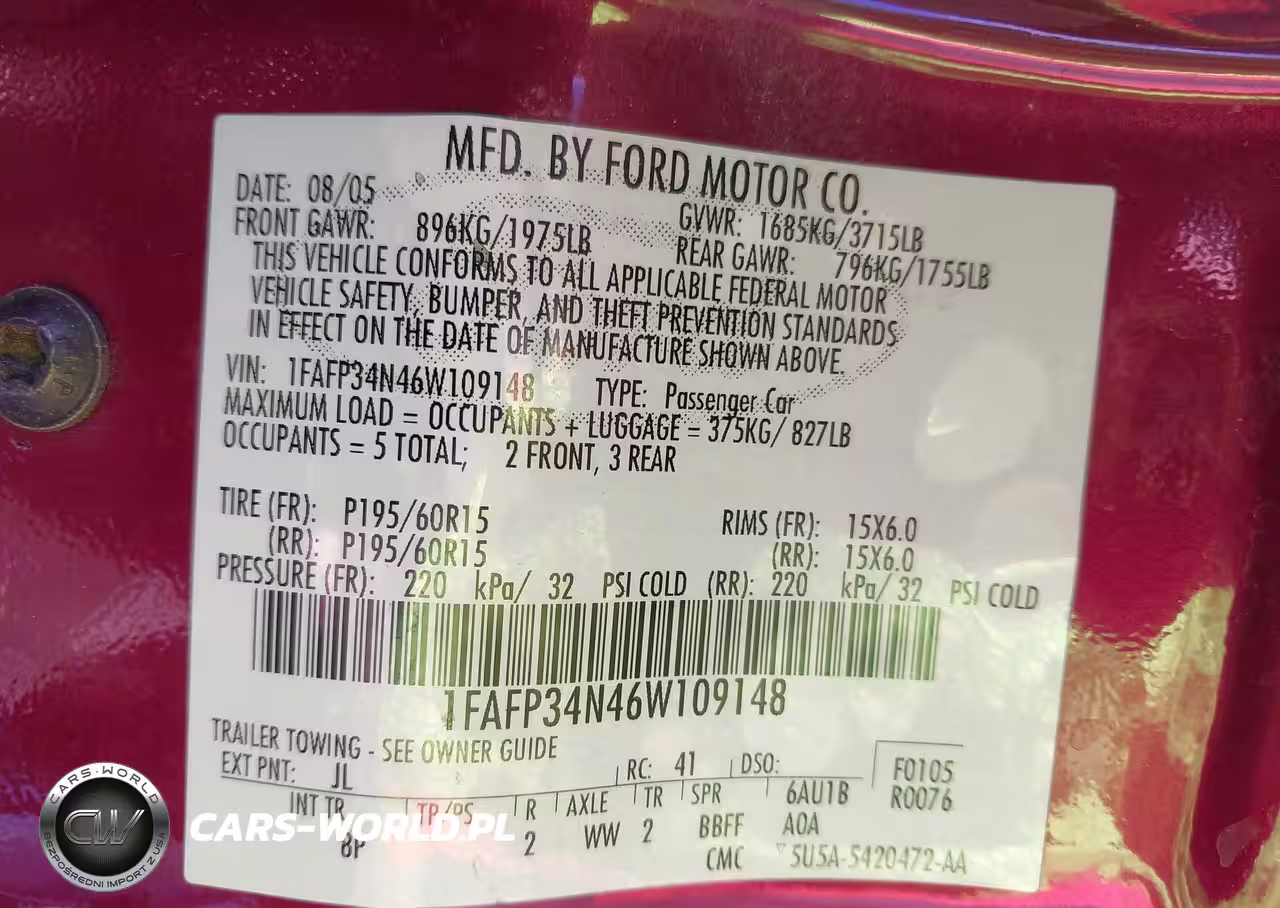 MFD. BY FORD MOTOR CO.
DATE: 08/05 GVWR: 1685KG/3715LB
FRONT GAWR: 896KG/1975LB REAR GAWR: 796KG/1755LB
THIS VEHICLE CONFORMS TO ALL APPLICABLE FEDERAL MOTOR
VEHICLE SAFETY, BUMPER, AND THEFT PREVENTION STANDARDS
IN EFFECT ON THE DATE OF MANUFACTURE SHOWN ABOVE.
VIN: 1FAFP34N46W109148 TYPE: Passenger Car
MAXIMUM LOAD = OCCUPANTS + LUGGAGE = 375KG/ 827LB
OCCUPANTS = 5 TOTAL; 2 FRONT, 3 REAR
TIRE (FR): P195/60R15 RIMS (FR): 15X6.0
(RR): P195/60R15 (RR): 15X6.0
PRESSURE (FR): 220 kPa/ 32 PSI COLD (RR): 220 kPa/ 32 PSI COLD
1FAFP34N46W109148
TRAILER TOWING - SEE OWNER GUIDE
EXT PNT: JL RC: 41 DSO: F0105
INT TR TP/PS R AXLE TR SPR 6AU1B R0076
8P 2 WW 2 BBFF AOA
CMC 5U5A-5420472-AA
CARS-WORLD
CW
BEZPOŚREDNI IMPORT Z USA
CARS-WORLD.PL